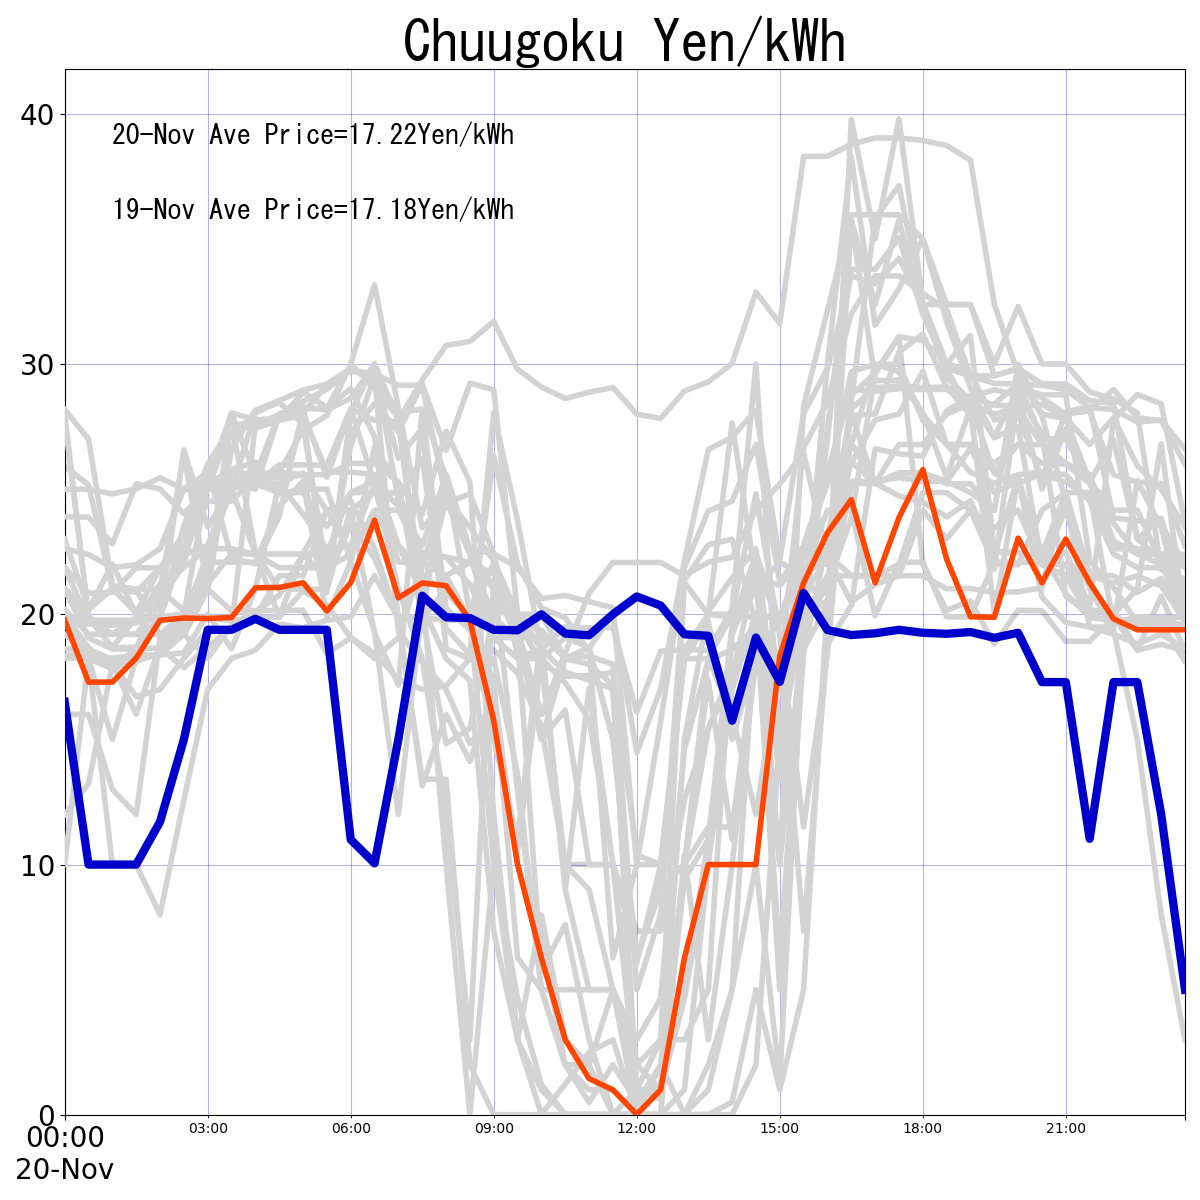 Chuugoku Yen/kWh
40
20-Nov Ave Price=17.22Yen/kWh
19-Nov Ave Price=17.18Yen/kWh
30
20
10
0
00:00 03:00 06:00 09:00 12:00 15:00 18:00 21:00
20-Nov